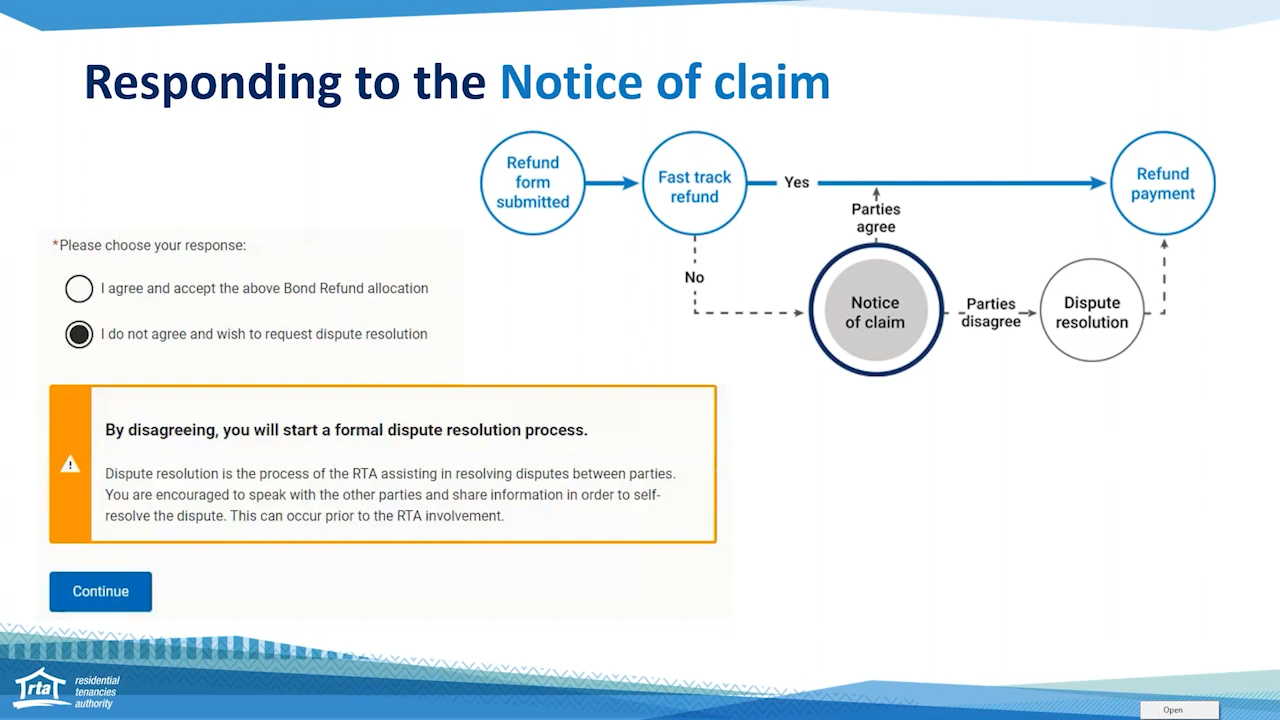 Responding to the Notice of claim
Refund
form
submitted
Fast track
refund
Yes
Refund
payment
Parties
agree
No
Notice
of claim
Parties
disagree
Dispute
resolution
*Please choose your response:
I agree and accept the above Bond Refund allocation
I do not agree and wish to request dispute resolution
By disagreeing, you will start a formal dispute resolution process.
Dispute resolution is the process of the RTA assisting in resolving disputes between parties.
You are encouraged to speak with the other parties and share information in order to self-
resolve the dispute. This can occur prior to the RTA involvement.
Continue
rta
residential
tenancies
authority
Open